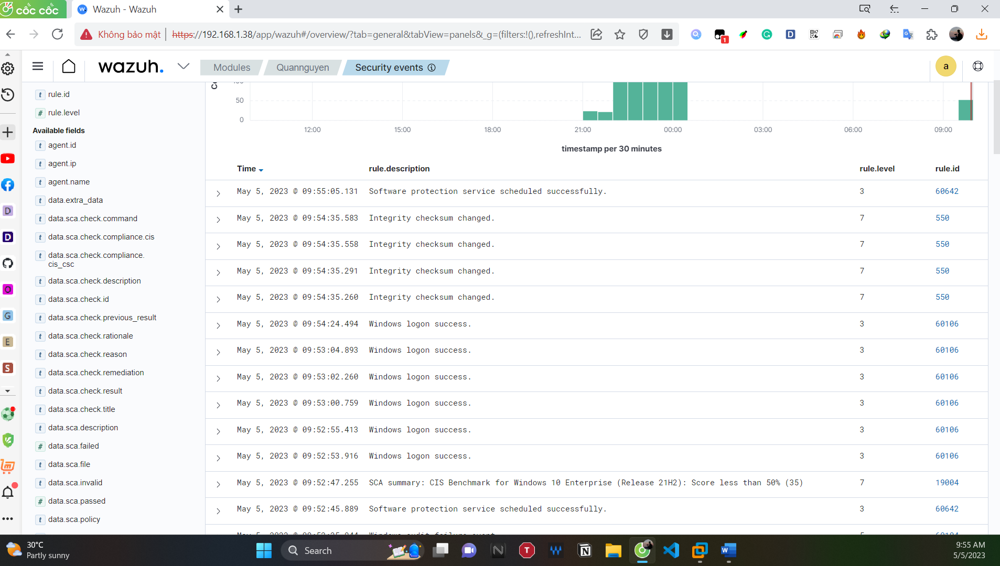 cốc cốc
Wazuh - Wazuh
Không bảo mật
https://192.168.1.38/app/wazuh#/overview/?tab=general&tabView=panels&_g=(filters:!(),refreshInt...
1
wazuh.
Modules
Quannguyen
Security events
a
t rule.id
# rule.level
Available fields
t agent.id
t agent.ip
t agent.name
t data.extra_data
t data.sca.check.command
t data.sca.check.compliance.cis
t data.sca.check.compliance.
cis_csc
t data.sca.check.description
t data.sca.check.id
t data.sca.check.previous_result
t data.sca.check.rationale
t data.sca.check.reason
t data.sca.check.remediation
t data.sca.check.result
t data.sca.check.title
t data.sca.description
# data.sca.failed
t data.sca.file
t data.sca.invalid
# data.sca.passed
t data.sca.policy
50
0
12:00 15:00 18:00 21:00 00:00 03:00 06:00 09:00
timestamp per 30 minutes
Time rule.description rule.level rule.id
May 5, 2023 @ 09:55:05.131 Software protection service scheduled successfully. 3 60642
May 5, 2023 @ 09:54:35.583 Integrity checksum changed. 7 550
May 5, 2023 @ 09:54:35.558 Integrity checksum changed. 7 550
May 5, 2023 @ 09:54:35.291 Integrity checksum changed. 7 550
May 5, 2023 @ 09:54:35.260 Integrity checksum changed. 7 550
May 5, 2023 @ 09:54:24.494 Windows logon success. 3 60106
May 5, 2023 @ 09:53:04.893 Windows logon success. 3 60106
May 5, 2023 @ 09:53:02.260 Windows logon success. 3 60106
May 5, 2023 @ 09:53:00.759 Windows logon success. 3 60106
May 5, 2023 @ 09:52:55.413 Windows logon success. 3 60106
May 5, 2023 @ 09:52:53.916 Windows logon success. 3 60106
May 5, 2023 @ 09:52:47.255 SCA summary: CIS Benchmark for Windows 10 Enterprise (Release 21H2): Score less than 50% (35) 7 19004
May 5, 2023 @ 09:52:45.889 Software protection service scheduled successfully. 3 60642
30°C
Partly sunny
Search
9:55 AM
5/5/2023